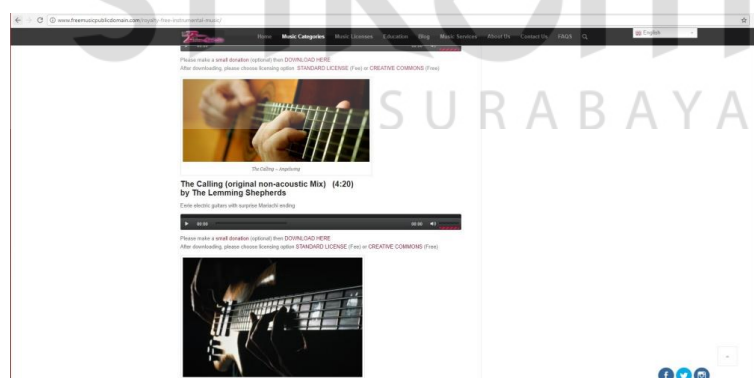 www.freemusicpublicdomain.com/royalty-free-instrumental-music/
Home Music Categories Music Licenses Education Blog Music Services About Us Contact Us FAQS
English
SURABAYA
Please make a small donation (optional) then DOWNLOAD HERE
After downloading, please choose licensing option STANDARD LICENSE (Fee) or CREATIVE COMMONS (Free)
The Calling (original non-acoustic Mix) (4:20)
by The Lemming Shepherds
Eerie electric guitars with surprise Mariachi ending
00:00 00:00
Please make a small donation (optional) then DOWNLOAD HERE
After downloading, please choose licensing option STANDARD LICENSE (Fee) or CREATIVE COMMONS (Free)